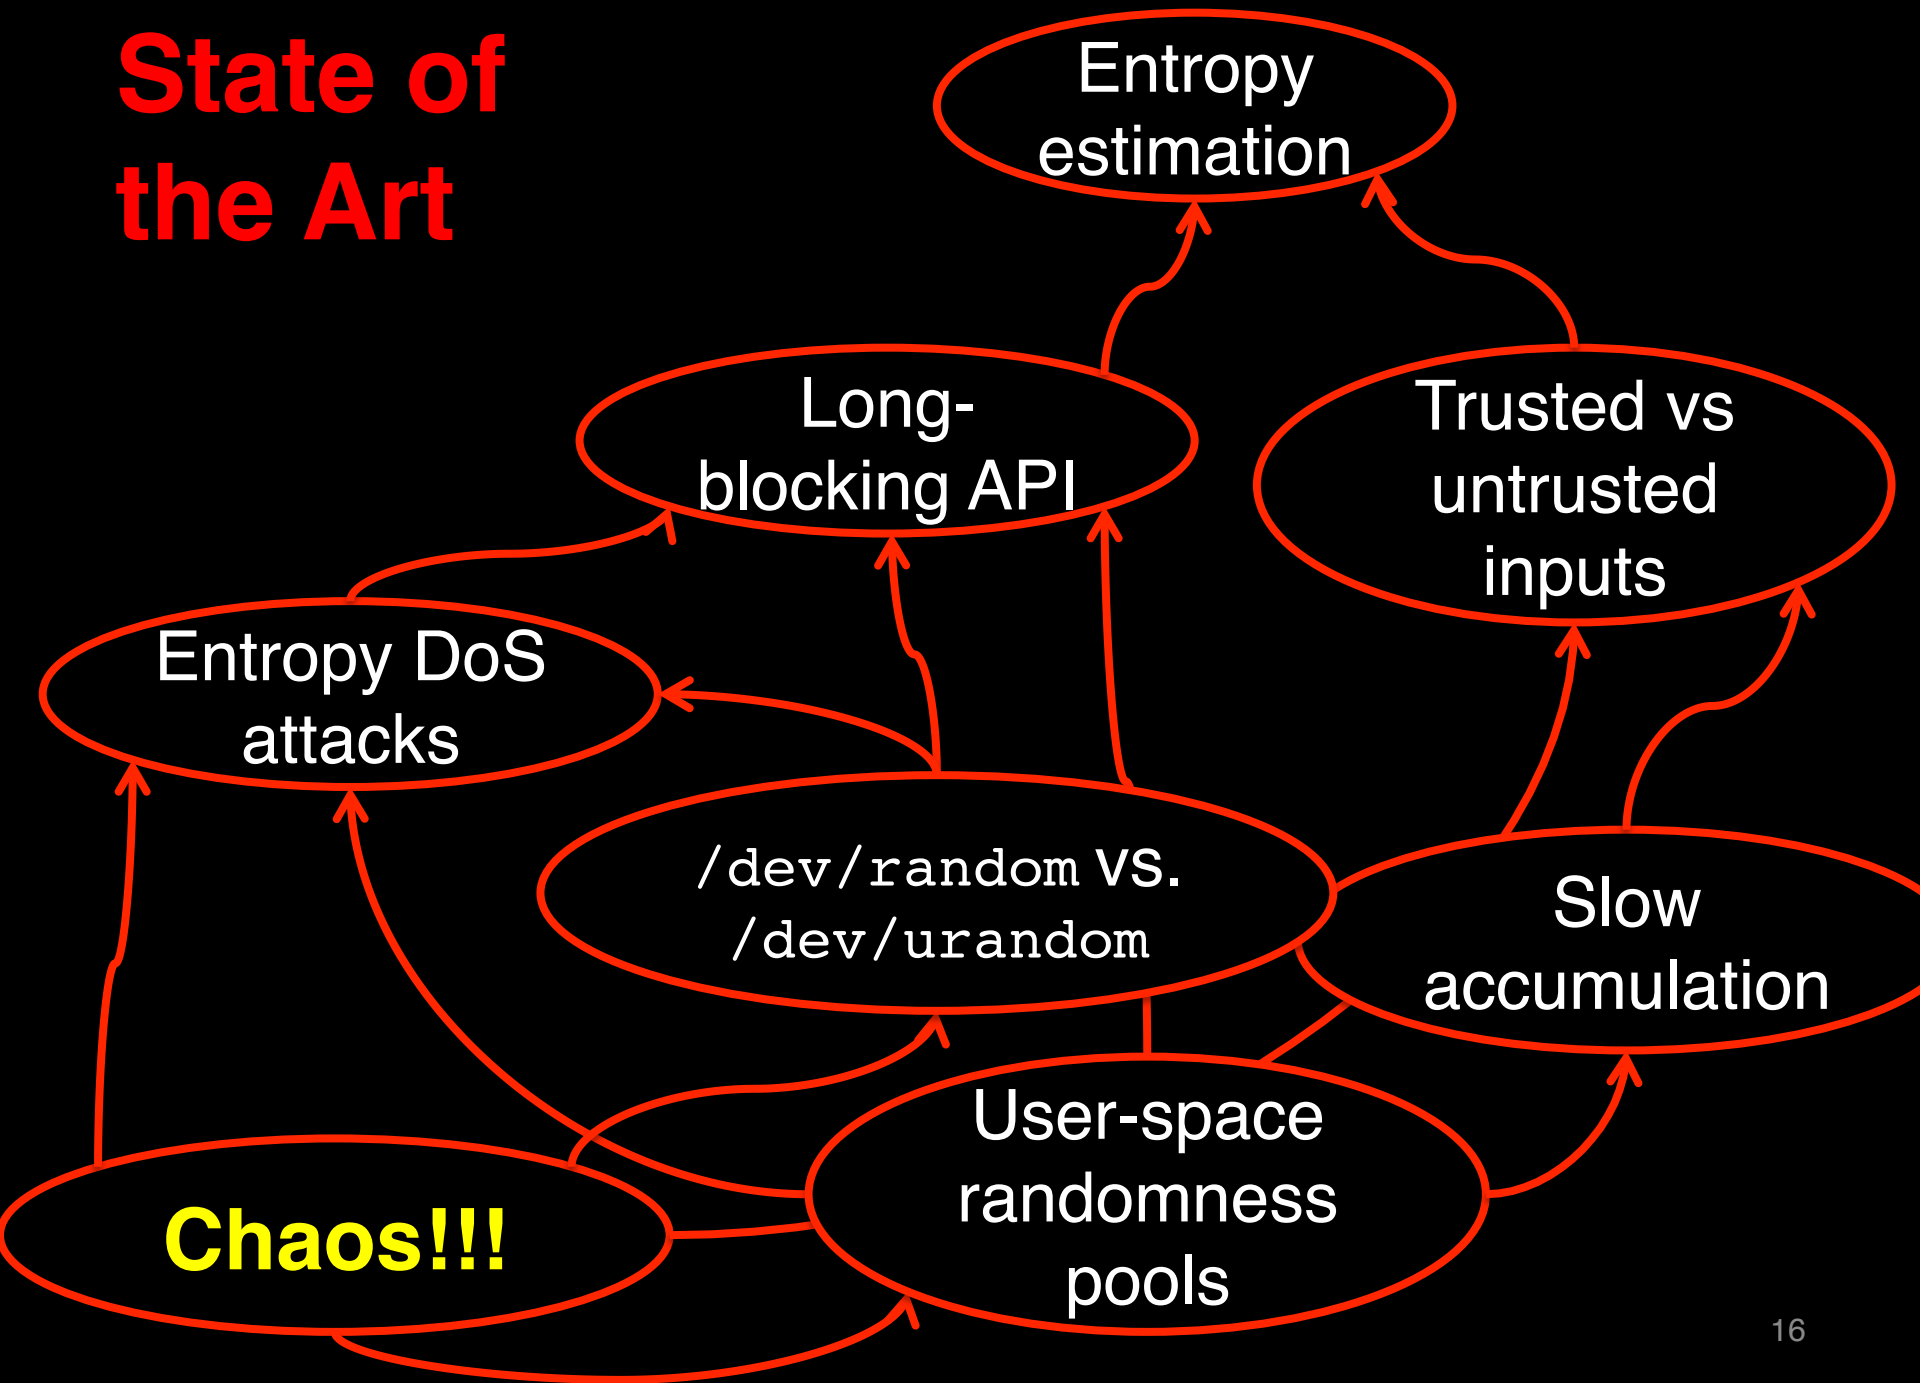 State of
the Art
Entropy
estimation
Long-
blocking API
Trusted vs
untrusted
inputs
Entropy DoS
attacks
/dev/random vs.
/dev/urandom
Slow
accumulation
User-space
randomness
pools
Chaos!!!
16